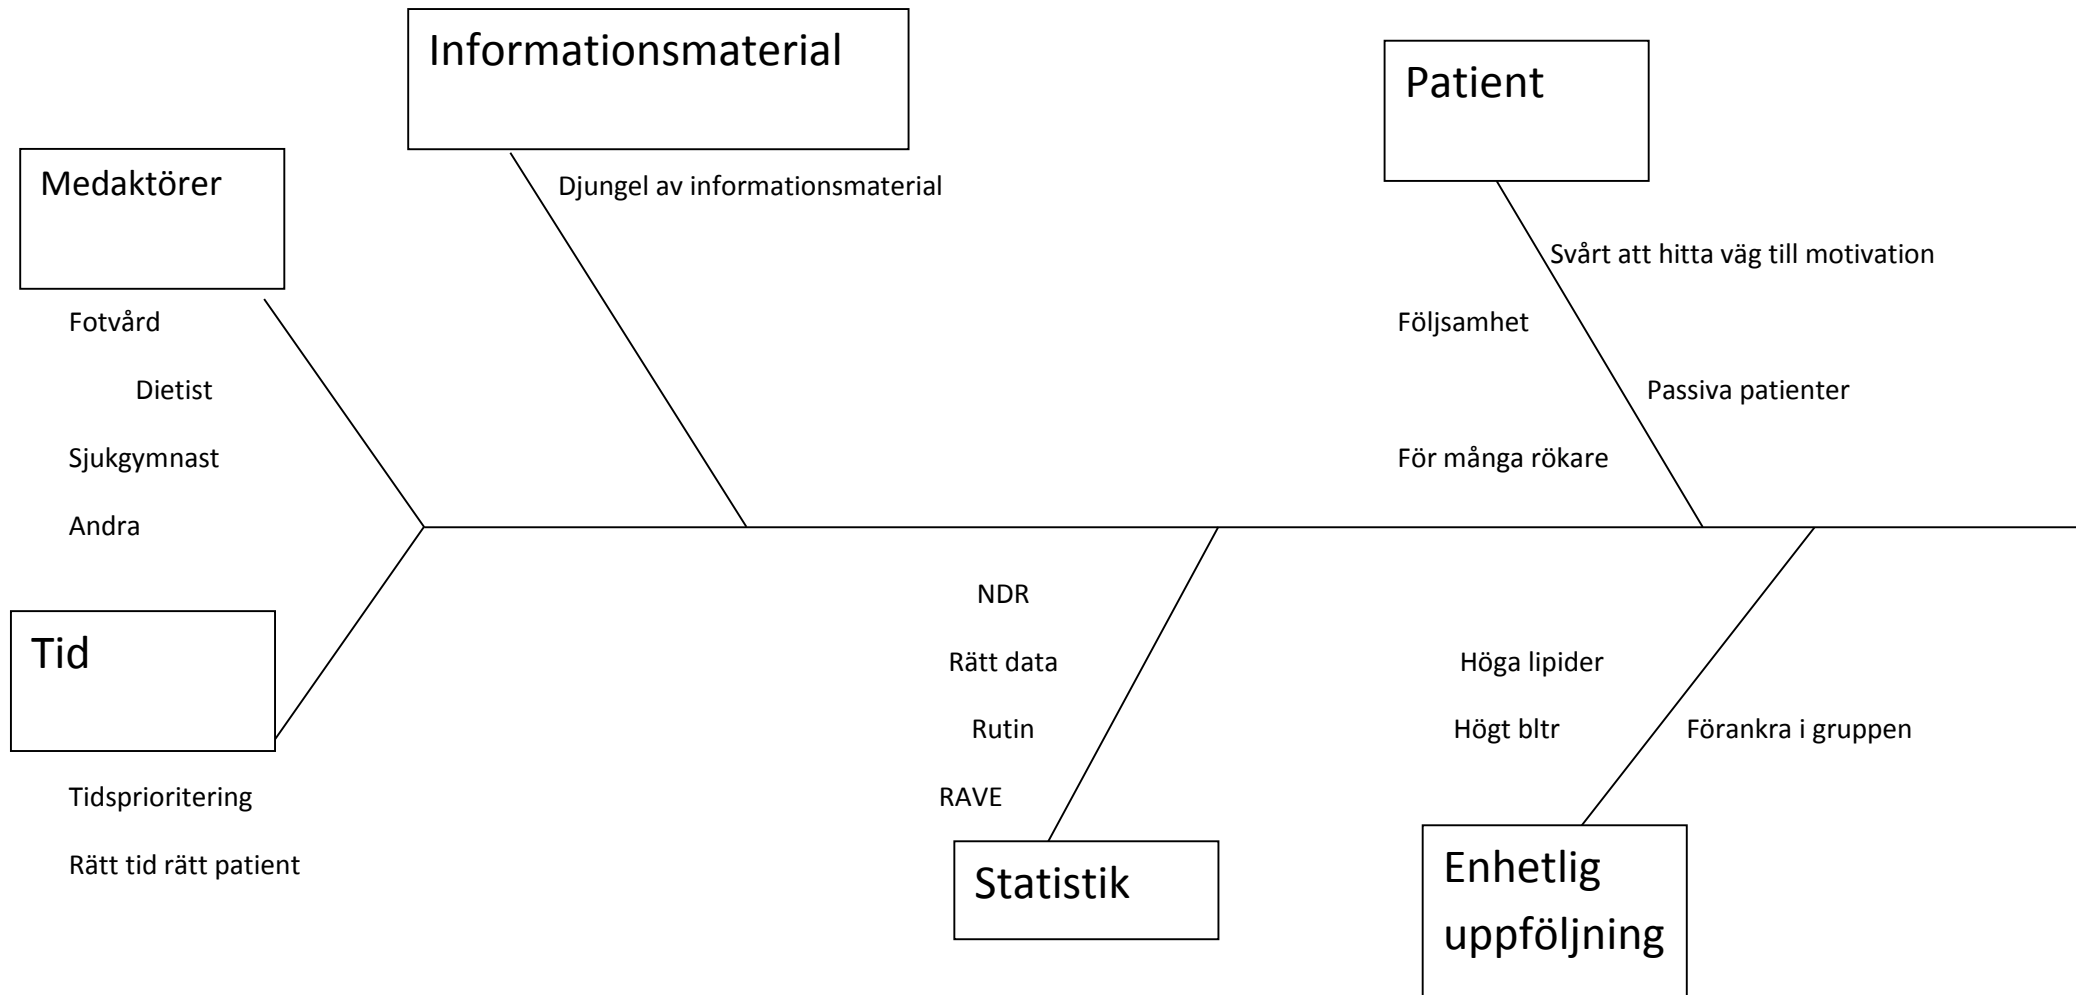 Informationsmaterial
Patient
Medaktörer
Djungel av informationsmaterial
Svårt att hitta väg till motivation
Fotvård
Följsamhet
Dietist
Passiva patienter
Sjukgymnast
För många rökare
Andra
NDR
Tid
Rätt data
Höga lipider
Rutin
Högt bltr
Förankra i gruppen
Tidsprioritering
RAVE
Rätt tid rätt patient
Statistik
Enhetlig
uppföljning